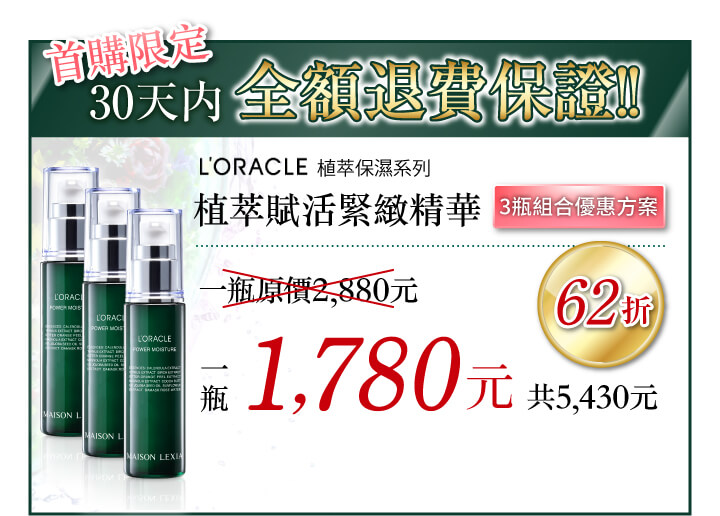 首購限定
30天内 全額退費保證!!
L'ORACLE 植萃保濕系列
植萃賦活緊緻精華 3瓶組合優惠方案
一瓶原價2,880元
62折
一瓶 1,780元 共5,430元
L'ORACLE
POWER MOISTURE
MAISON LEXIA